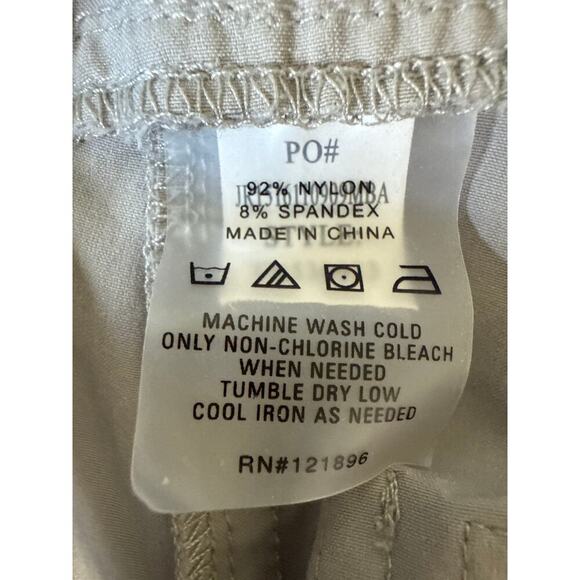 PO#
92% NYLON
8% SPANDEX
MADE IN CHINA
MACHINE WASH COLD
ONLY NON-CHLORINE BLEACH
WHEN NEEDED
TUMBLE DRY LOW
COOL IRON AS NEEDED
RN#121896